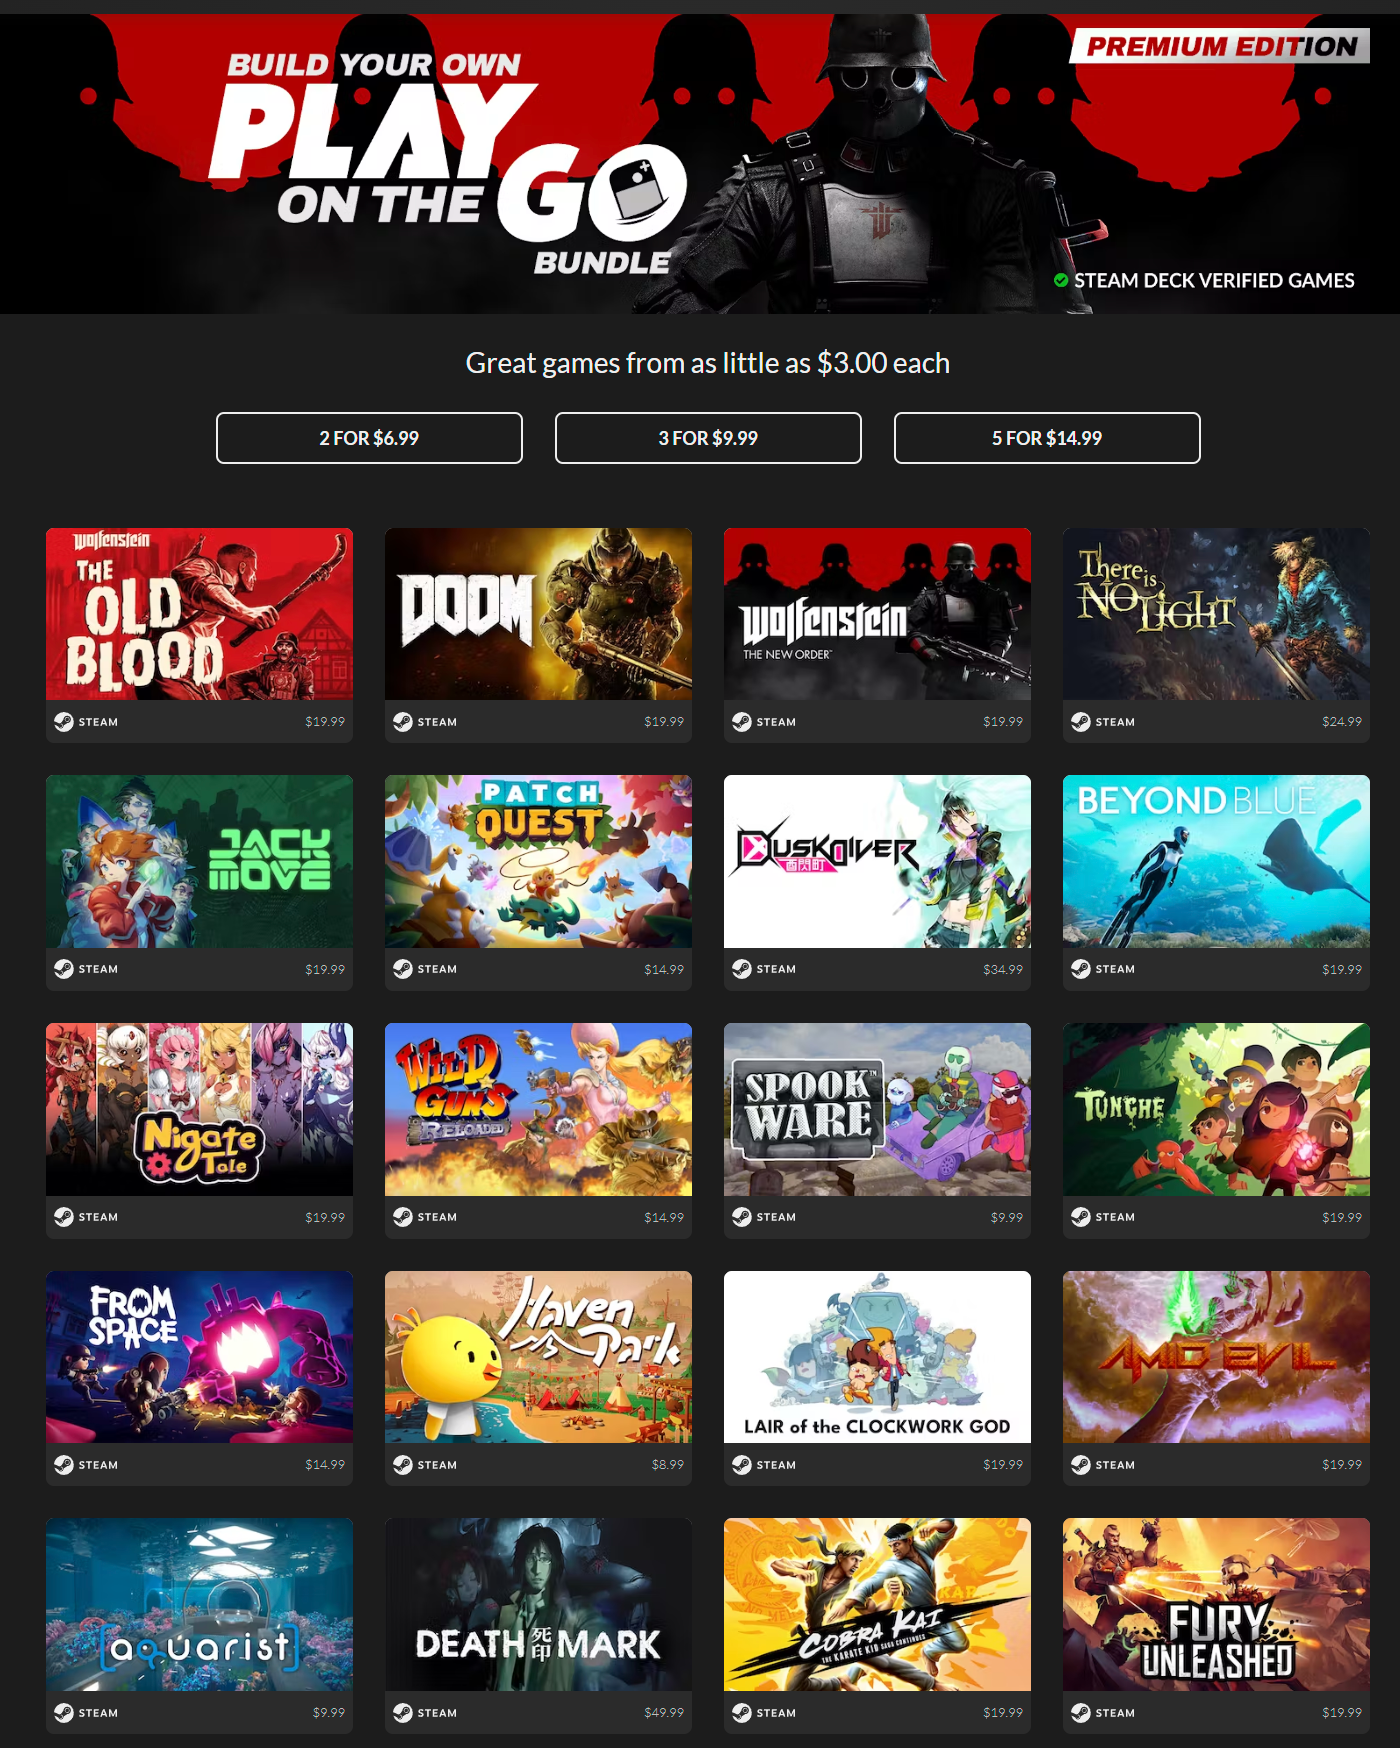 PREMIUM EDITION
BUILD YOUR OWN
PLAY
ON THE GO
BUNDLE
STEAM DECK VERIFIED GAMES
Great games from as little as $3.00 each
2 FOR $6.99
3 FOR $9.99
5 FOR $14.99
Wolfenstein
THE
OLD
BLOOD
STEAM
$19.99
DOOM
STEAM
$19.99
Wolfenstein
THE NEW ORDER
STEAM
$19.99
There is
NO LIGHT
STEAM
$24.99
JACK
MOVE
STEAM
$19.99
PATCH
QUEST
STEAM
$14.99
DUSKDIVER
酉閃町
STEAM
$34.99
BEYOND BLUE
STEAM
$19.99
Nigate
Tale
STEAM
$19.99
WILD
GUNS
RELOADED
STEAM
$14.99
SPOOK
WARE™
STEAM
$9.99
TUNCHE
STEAM
$19.99
FROM
SPACE
STEAM
$14.99
Haven
Park
STEAM
$8.99
LAIR of the CLOCKWORK GOD
STEAM
$19.99
AMID EVIL
STEAM
$19.99
[aquarist]
STEAM
$9.99
DEATH 死印 MARK
STEAM
$49.99
COBRA KAI
THE KARATE KID SAGA CONTINUES
STEAM
$19.99
FURY
UNLEASHED
STEAM
$19.99